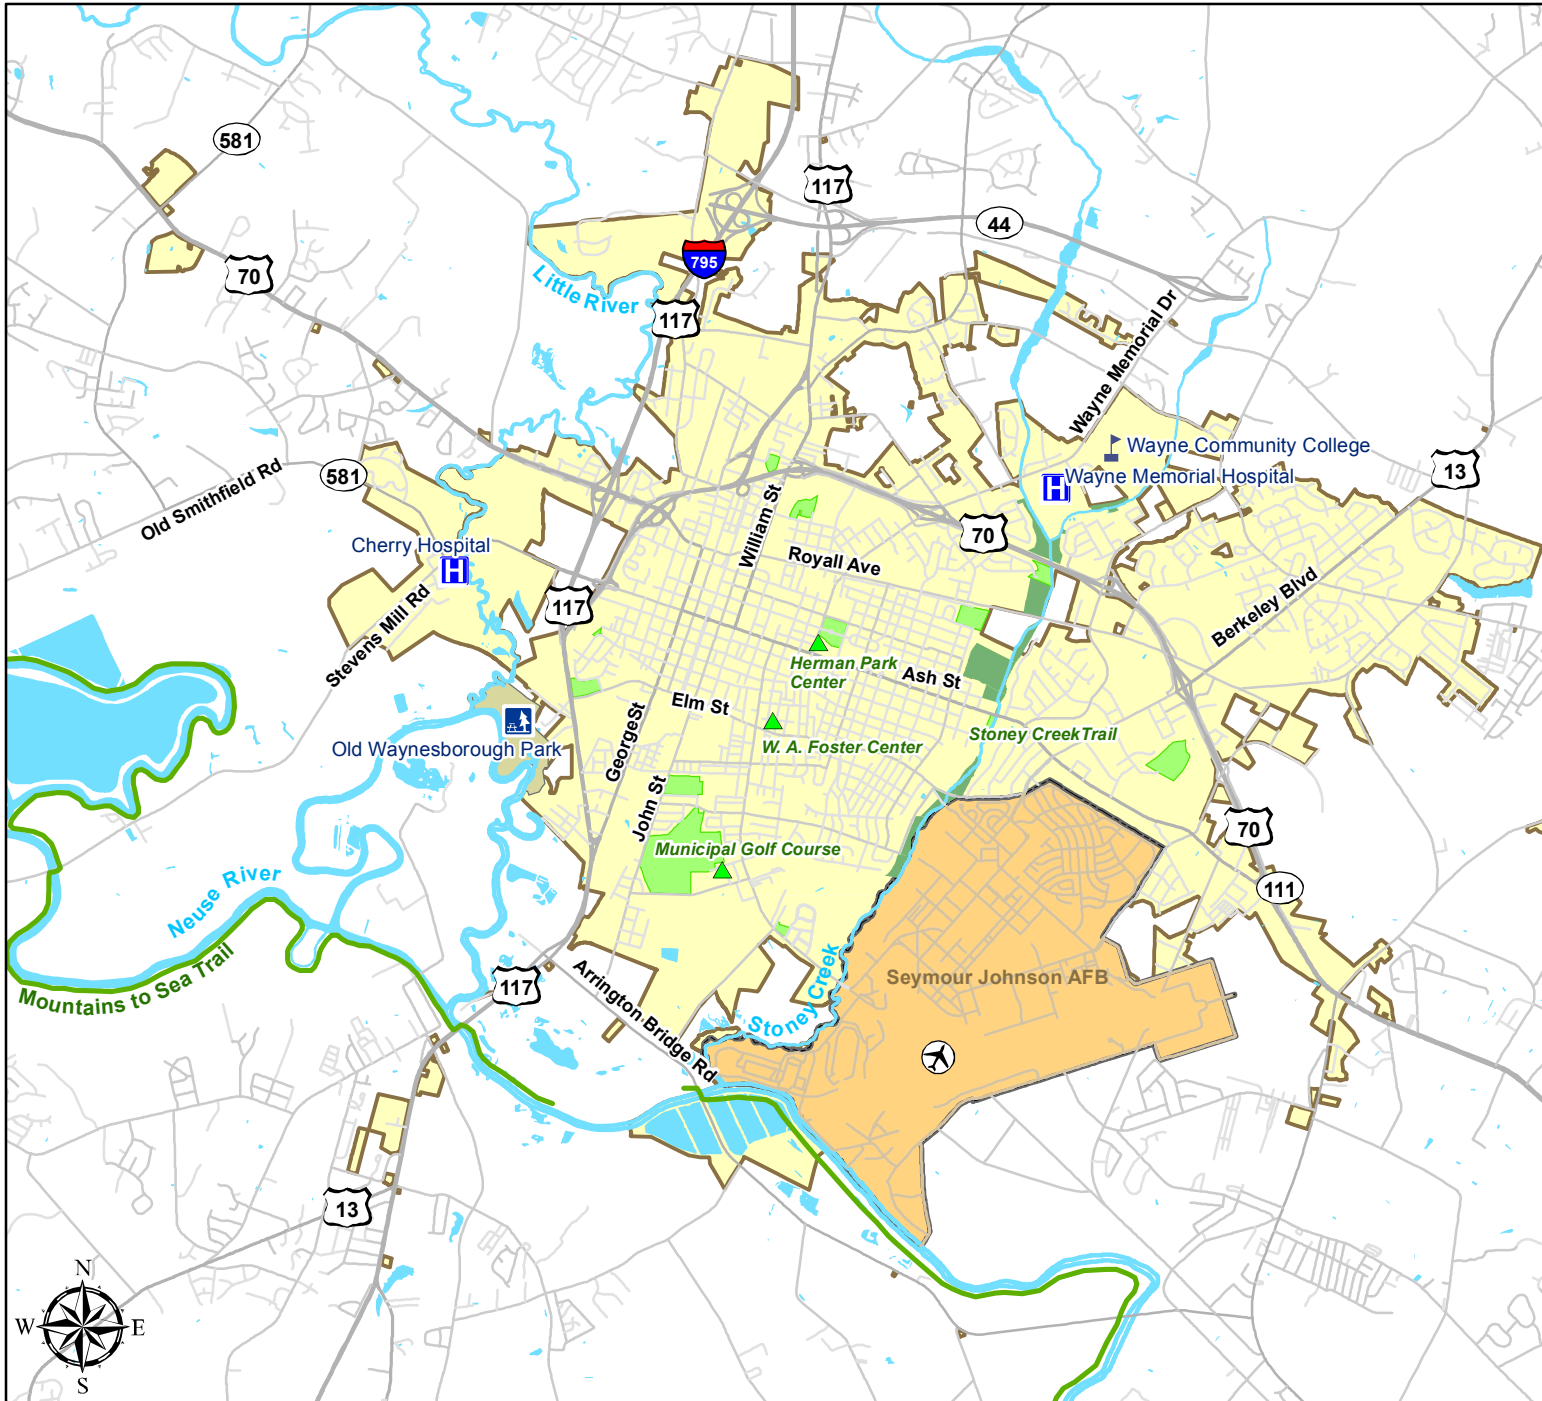 581
117
44
70
795
Little River
117
Wayne Memorial Dr
Wayne Community College
13
Wayne Memorial Hospital
H
581
Old Smithfield Rd
William St
70
Royall Ave
Cherry Hospital
H
117
Berkeley Blvd
Stevens Mill Rd
Herman Park
Center
Ash St
Elm St
GeorgeSt
Stoney CreekTrail
W. A. Foster Center
Old Waynesborough Park
John St
70
Municipal Golf Course
111
Neuse River
Mountains to Sea Trail
117
Arrington Bridge Rd
Stoney Creek
Seymour Johnson AFB
13
N
W
E
S